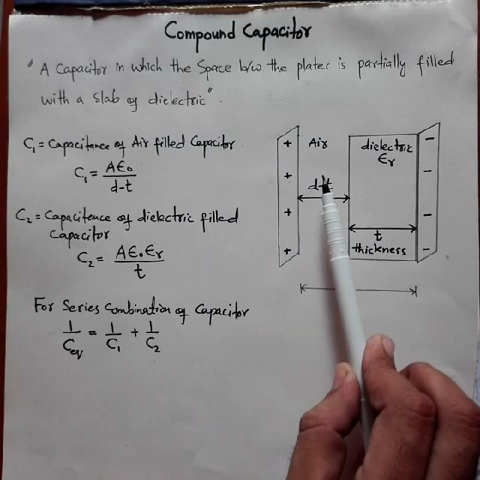 Compound Capacitor
"A Capacitor in which the Space b/w the plates is partially filled
with a Slab of dielectric".
C₁ = Capacitance of Air filled Capacitor
C₁ = Aε₀ / d-t
C₂ = Capacitence of dielectric filled
Capacitor
C₂ = Aε₀εr / t
For Series Combination of Capacitor
1/Ceq = 1/C₁ + 1/C₂
Air
dielectric
εr
d-t
t
thickness
+ −
+ −
+ −
+ −